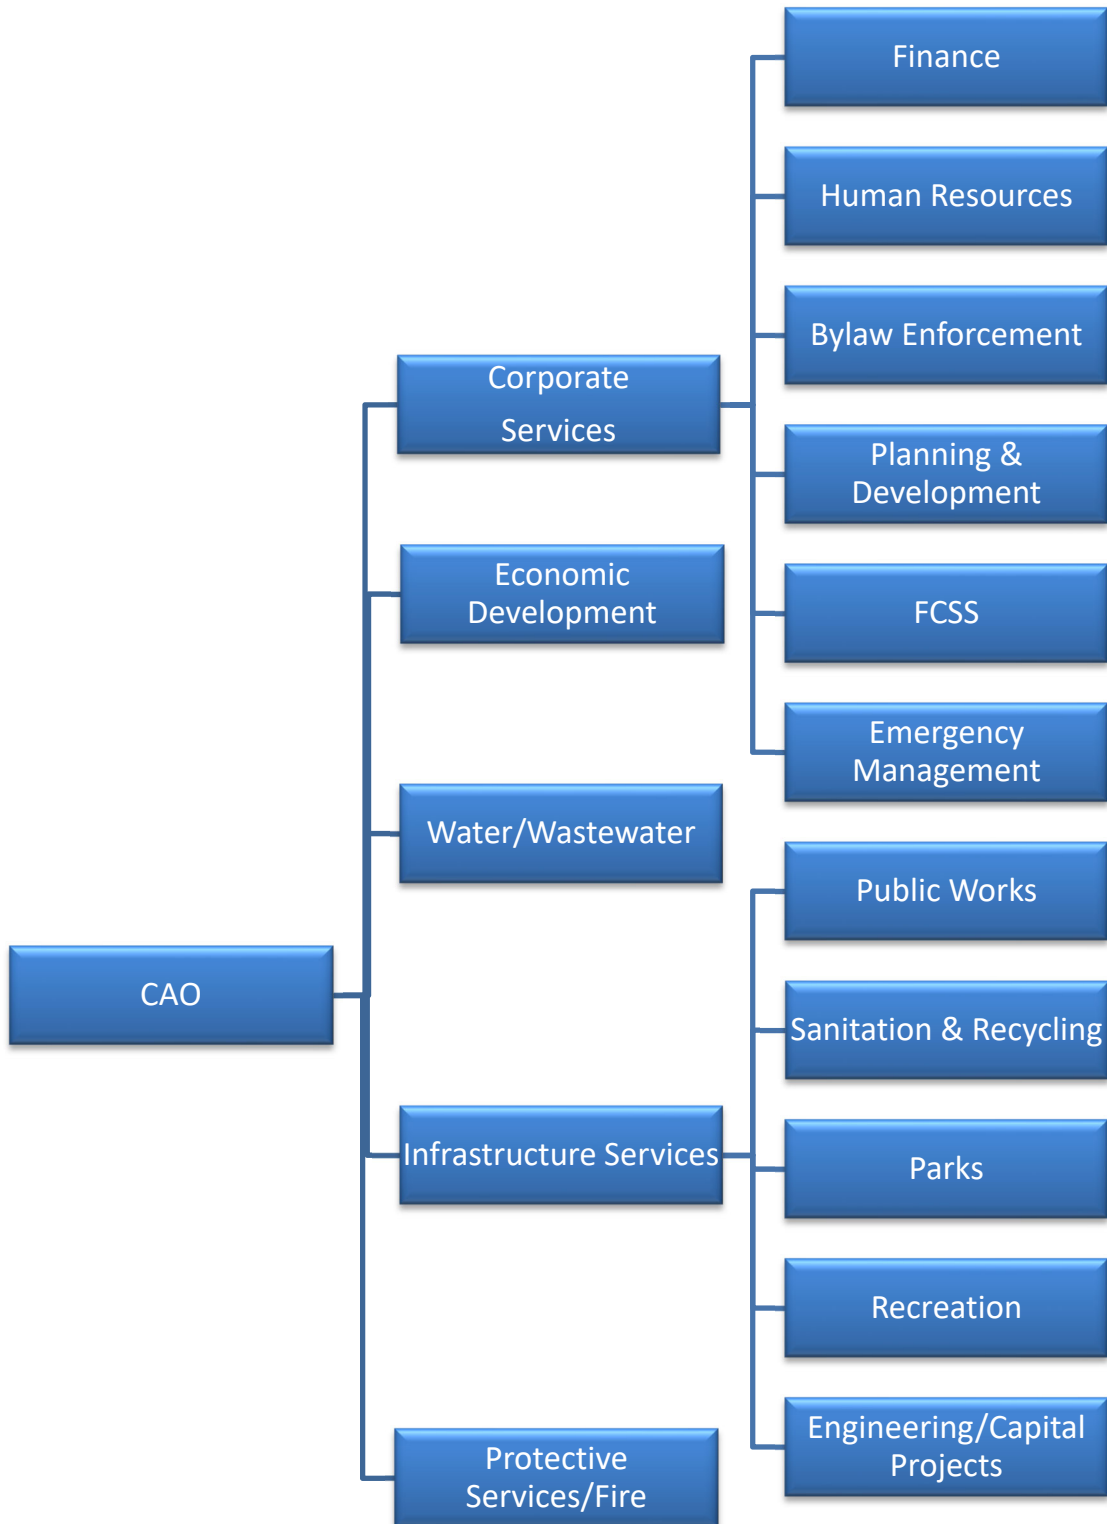 Finance
Human Resources
Bylaw Enforcement
Corporate
Services
Planning &
Development
Economic
Development
FCSS
Emergency
Management
Water/Wastewater
Public Works
CAO
Sanitation & Recycling
Infrastructure Services
Parks
Recreation
Engineering/Capital
Projects
Protective
Services/Fire